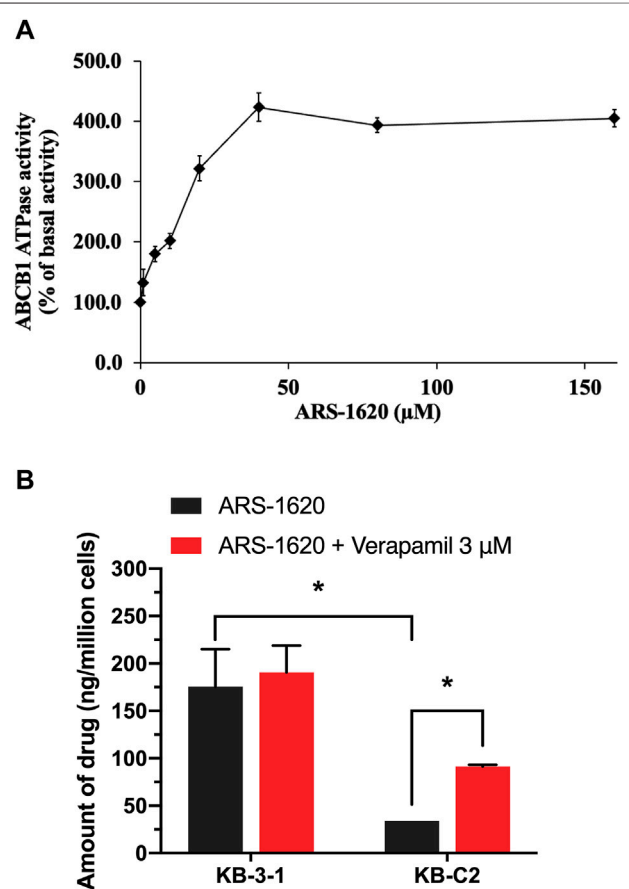 A
ABCB1 ATPase activity
(% of basal activity)
500.0
400.0
300.0
200.0
100.0
0.0
0 50 100 150
ARS-1620 (μM)
B
ARS-1620
ARS-1620 + Verapamil 3 μM
Amount of drug (ng/million cells)
300
250
200
150
100
50
0
*
*
KB-3-1 KB-C2